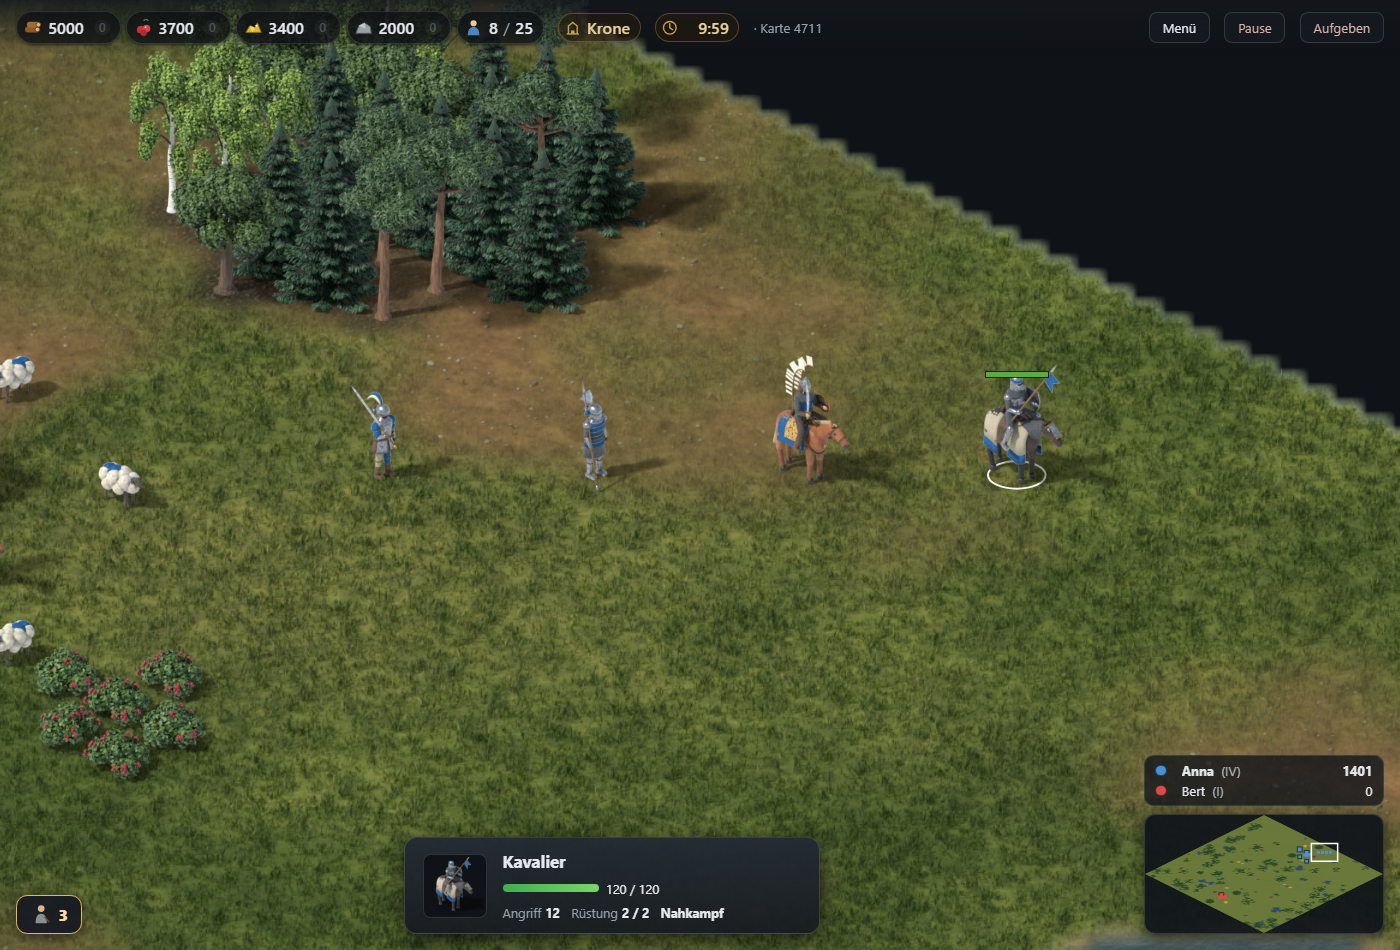 5000 0 3700 0 3400 0 2000 0 8 / 25 Krone 9:59 · Karte 4711 Menü Pause Aufgeben
Anna (IV) 1401
Bert (I) 0
Kavalier
120 / 120
Angriff 12 Rüstung 2 / 2 Nahkampf
3